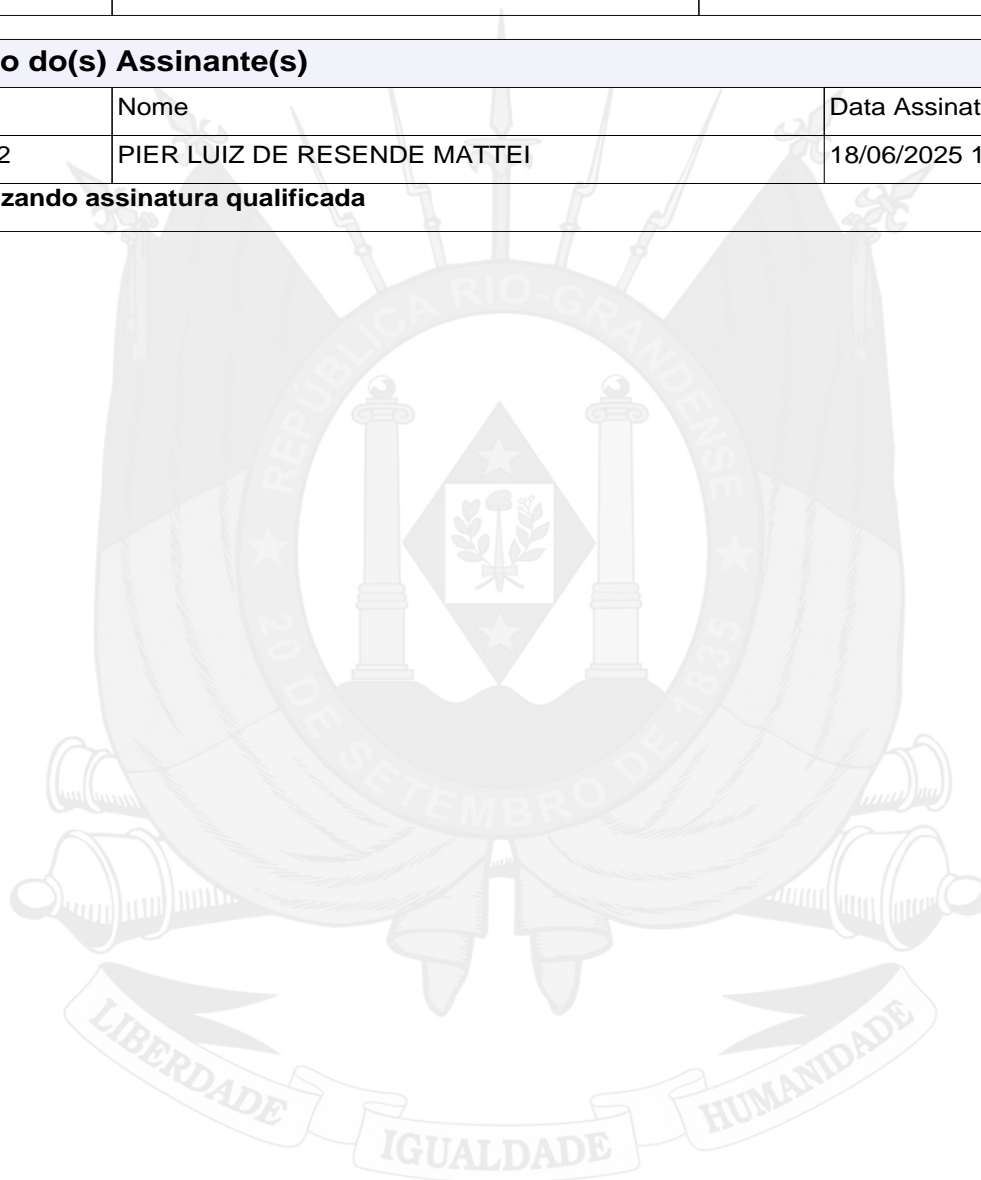 o do(s) Assinante(s)
Nome Data Assinat
2 PIER LUIZ DE RESENDE MATTEI 18/06/2025 1
zando assinatura qualificada
REPÚBLICA RIO-GRANDENSE
20 DE SETEMBRO DE 1835
LIBERDADE IGUALDADE HUMANIDADE